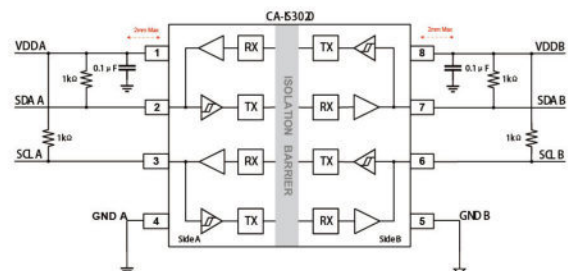 CA-IS3020
2mm Max
2mm Max
VDDA
1
RX
TX
8
VDDB
0.1 µF
0.1 µF
1kΩ
1kΩ
SDA A
2
TX
RX
7
SDA B
ISOLATION BARRIER
1kΩ
1kΩ
SCL A
3
RX
TX
6
SCL B
GND A
4
TX
RX
5
GND B
Side A
Side B